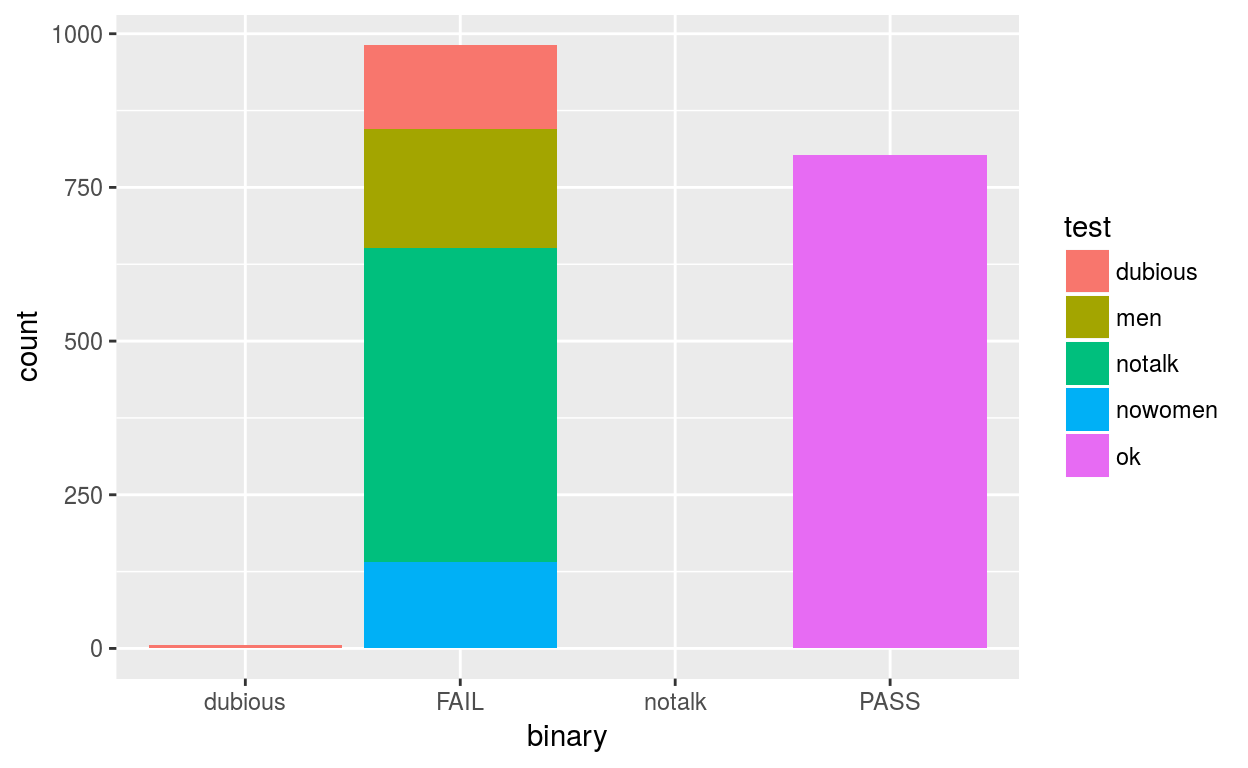 1000
750
500
250
0
count
dubious FAIL notalk PASS
binary
test
dubious
men
notalk
nowomen
ok